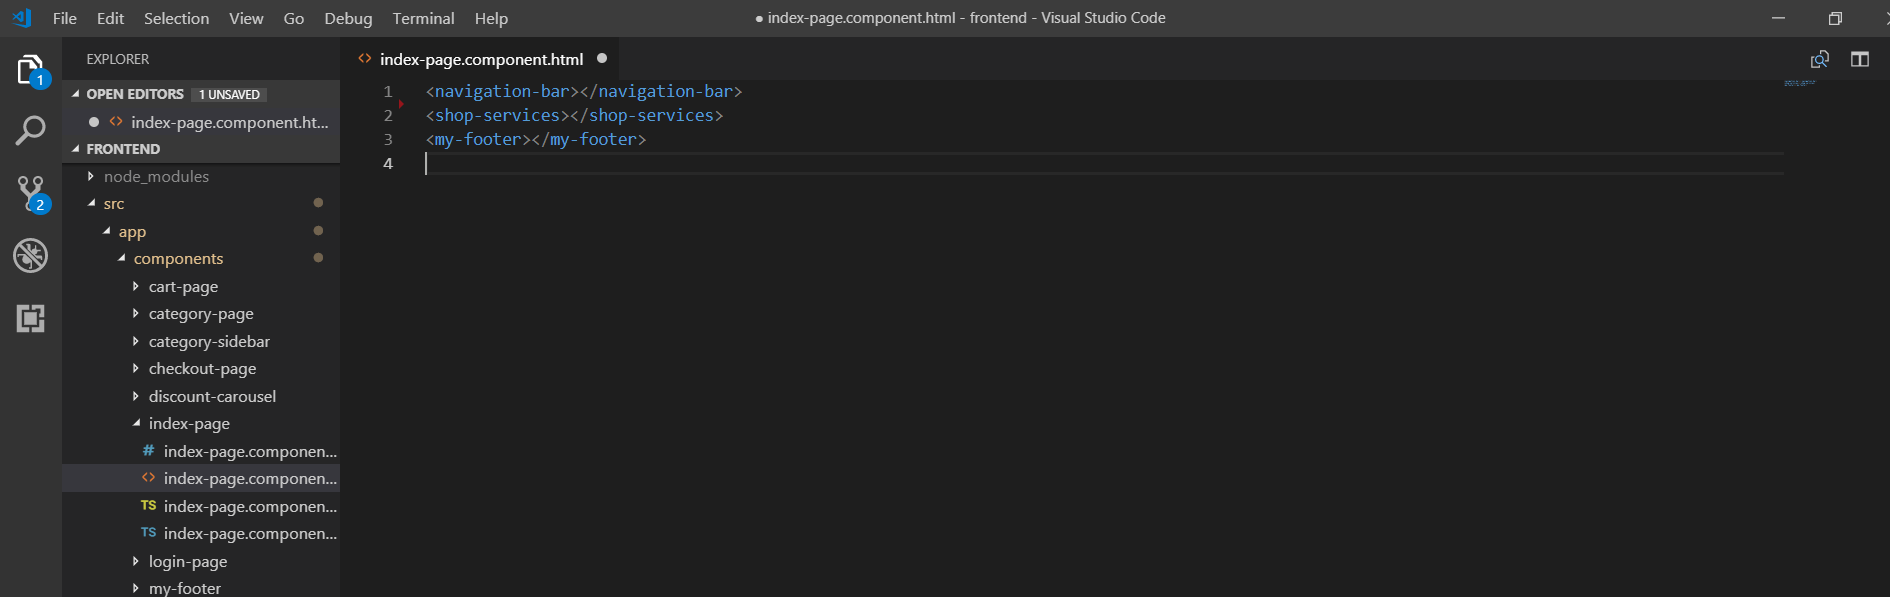 File Edit Selection View Go Debug Terminal Help
● index-page.component.html - frontend - Visual Studio Code
EXPLORER
OPEN EDITORS 1 UNSAVED
index-page.component.ht...
FRONTEND
node_modules
src
app
components
cart-page
category-page
category-sidebar
checkout-page
discount-carousel
index-page
# index-page.componen...
<> index-page.componen...
TS index-page.componen...
TS index-page.componen...
login-page
my-footer
1
2
<> index-page.component.html
1 <navigation-bar></navigation-bar>
2 <shop-services></shop-services>
3 <my-footer></my-footer>
4